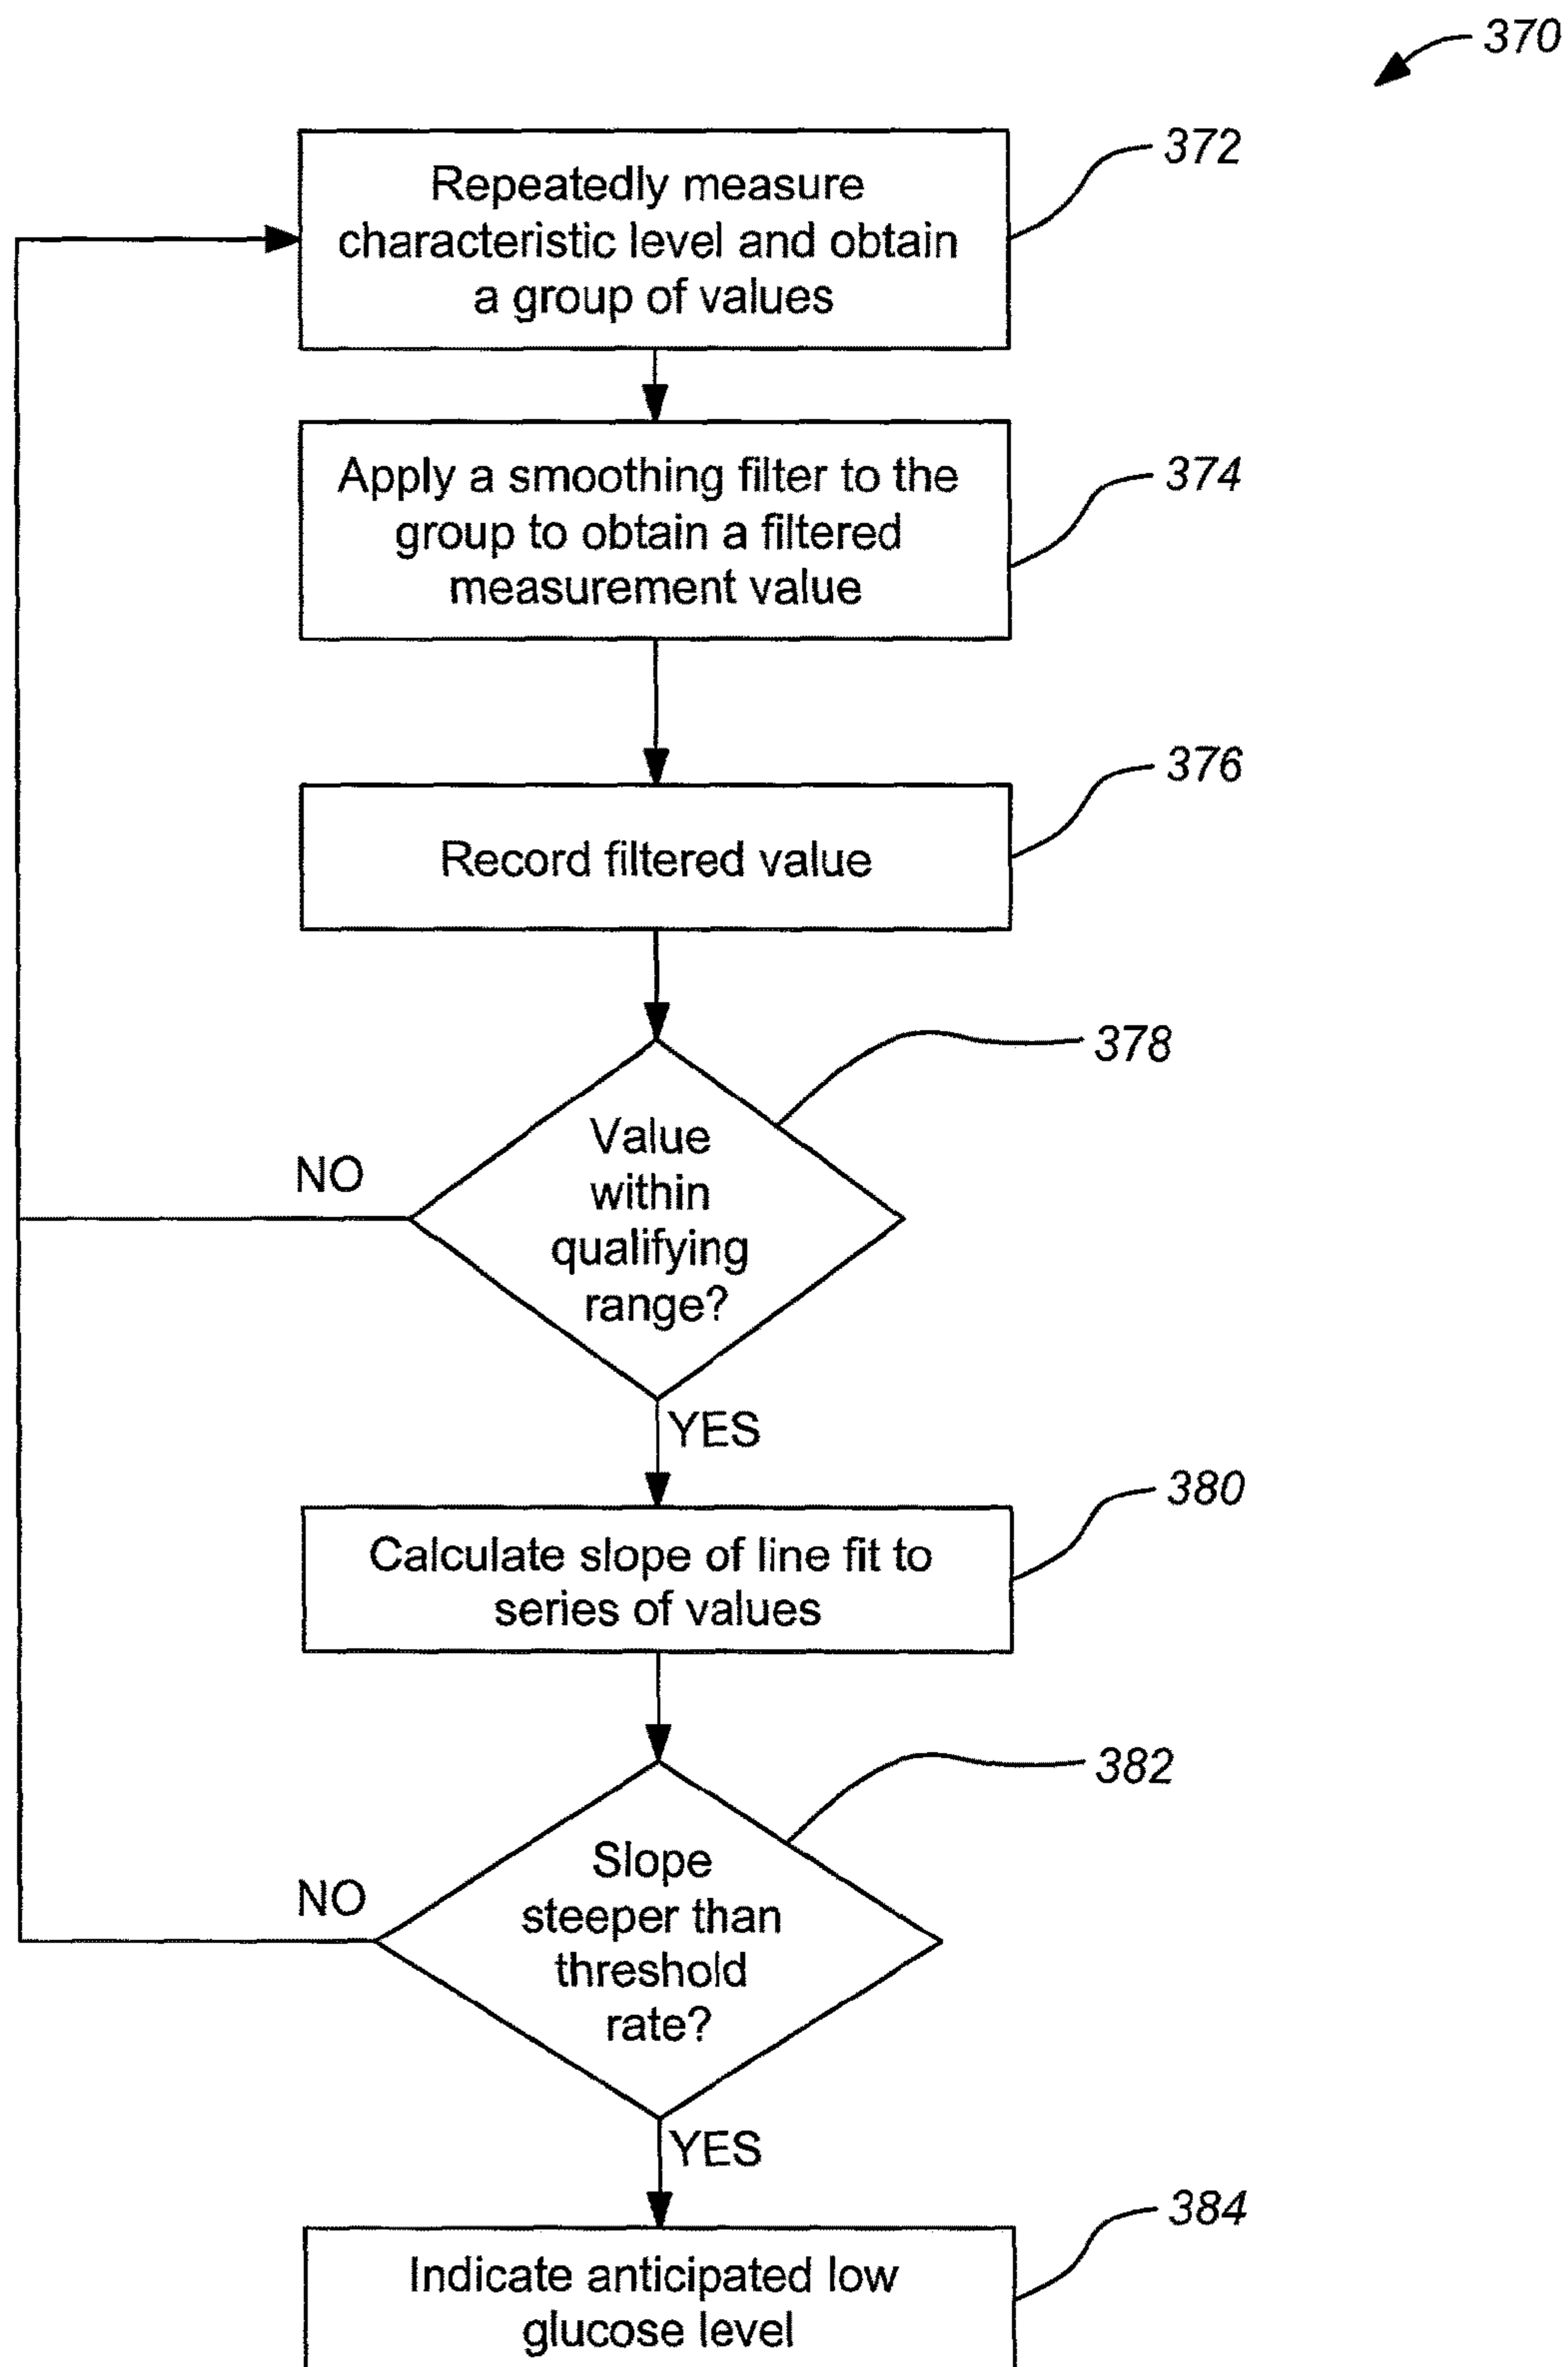 370
372
Repeatedly measure
characteristic level and obtain
a group of values
374
Apply a smoothing filter to the
group to obtain a filtered
measurement value
376
Record filtered value
378
Value
within
qualifying
range?
NO
YES
380
Calculate slope of line fit to
series of values
382
Slope
steeper than
threshold
rate?
NO
YES
384
Indicate anticipated low
glucose level